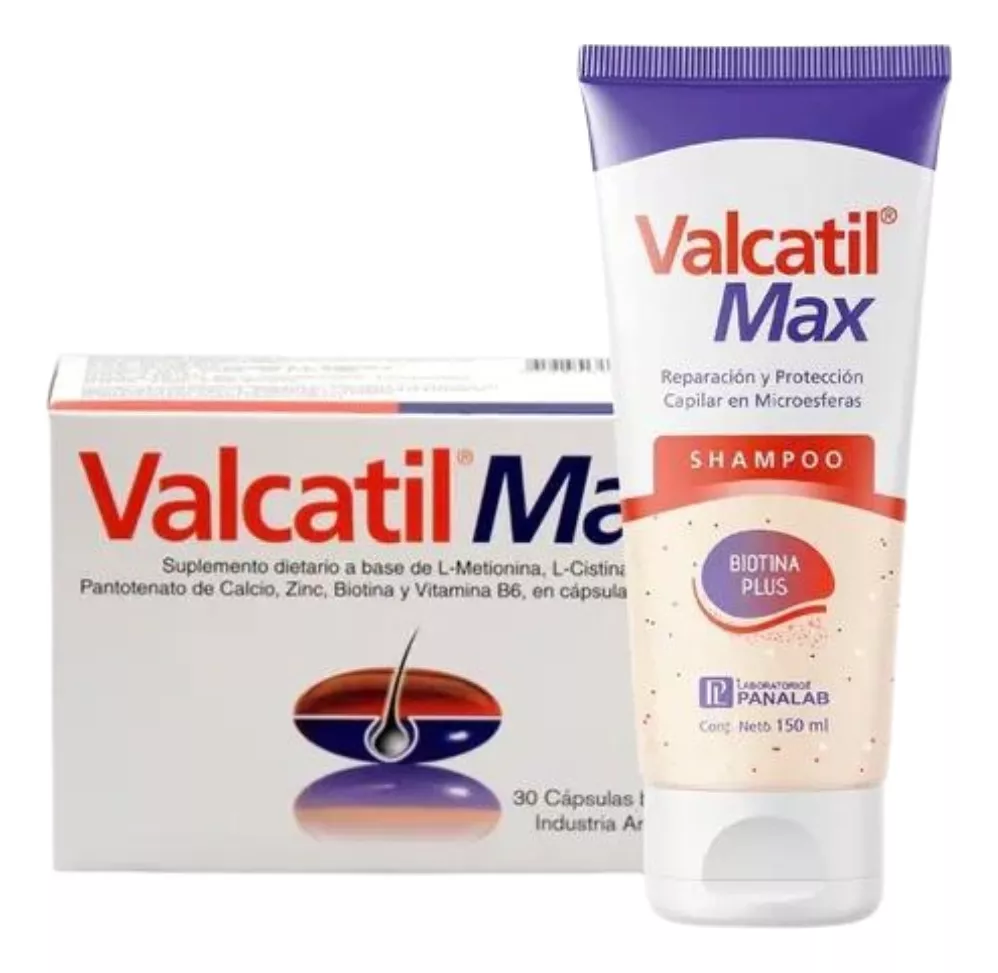 Valcatil® Ma
Suplemento dietario a base de L-Metionina, L-Cistina
Pantotenato de Calcio, Zinc, Biotina y Vitamina B6, en cápsula
30 Cápsulas
Industria Ar
Valcatil®
Max
Reparación y Protección
Capilar en Microesferas
SHAMPOO
BIOTINA
PLUS
PANALAB
Cont. Neto 150 ml